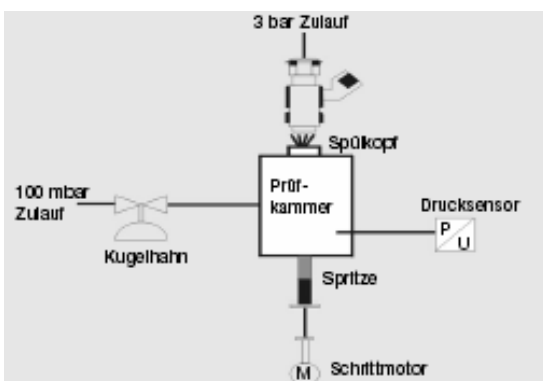 3 bar Zulauf
Spülkopf
Prüf-
kammer
100 mbar
Zulauf
Kugelhahn
Drucksensor
P
U
Spritze
M
Schrittmotor